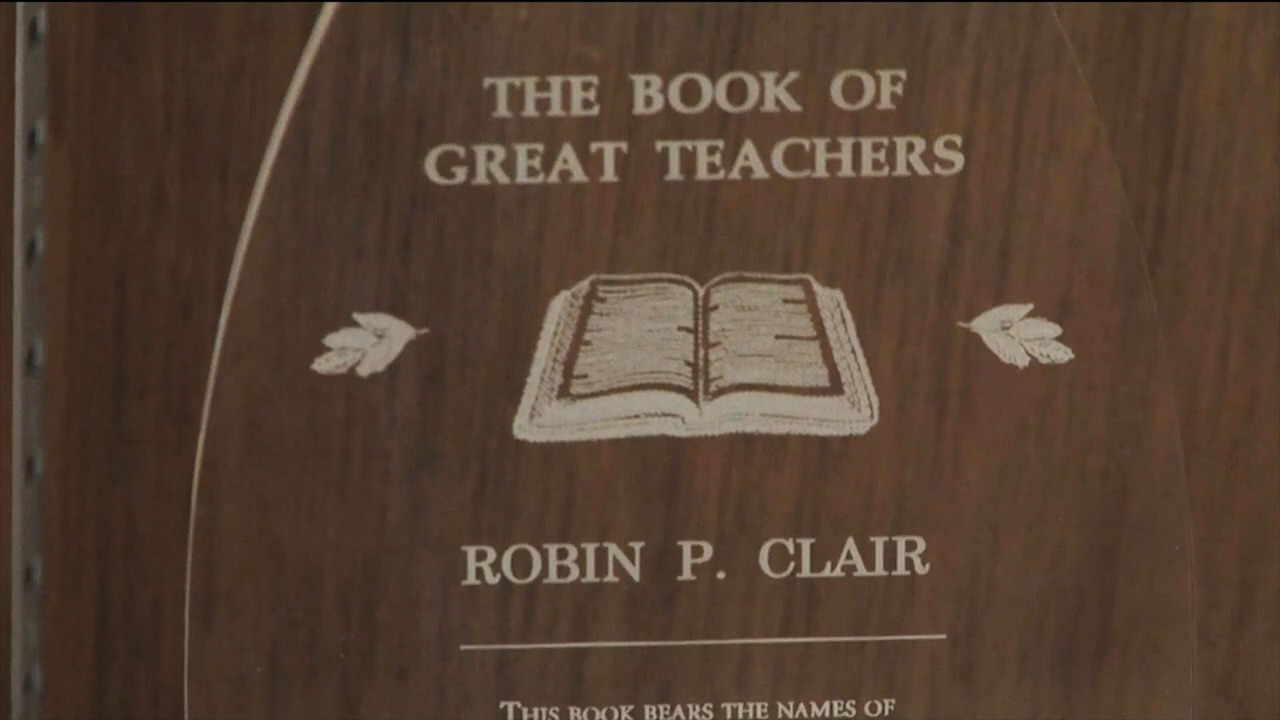 THE BOOK OF
GREAT TEACHERS
ROBIN P. CLAIR
THIS BOOK BEARS THE NAMES OF